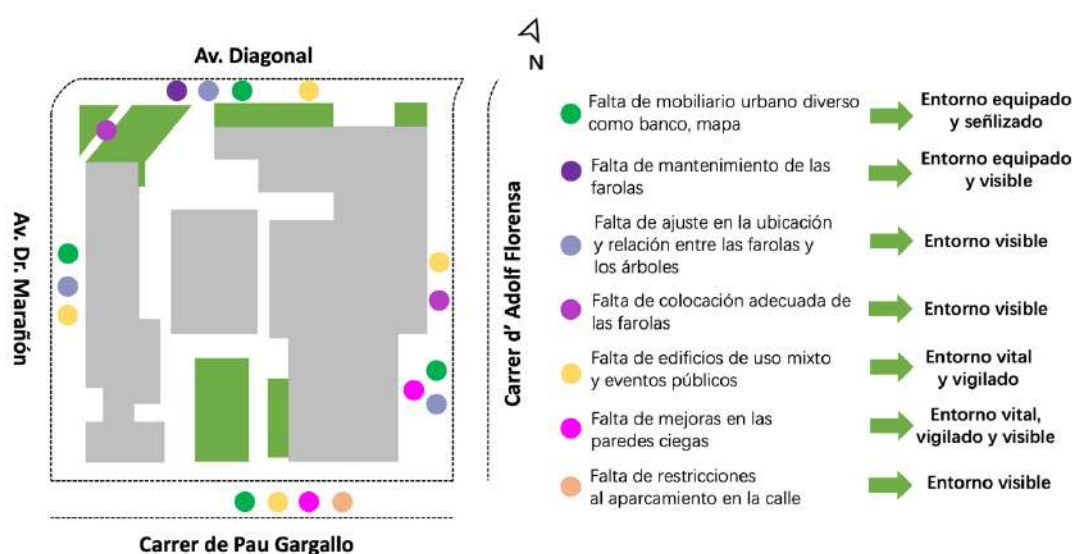 Av. Diagonal
N
Av. Dr. Marañón
Carrer d' Adolf Florensa
Carrer de Pau Gargallo
Falta de mobiliario urbano diverso
como banco, mapa
Entorno equipado
y señlizado
Falta de mantenimiento de las
farolas
Entorno equipado
y visible
Falta de ajuste en la ubicación
y relación entre las farolas y
los árboles
Entorno visible
Falta de colocación adecuada de
las farolas
Entorno visible
Falta de edificios de uso mixto
y eventos públicos
Entorno vital
y vigilado
Falta de mejoras en las
paredes ciegas
Entorno vital,
vigilado y visible
Falta de restricciones
al aparcamiento en la calle
Entorno visible